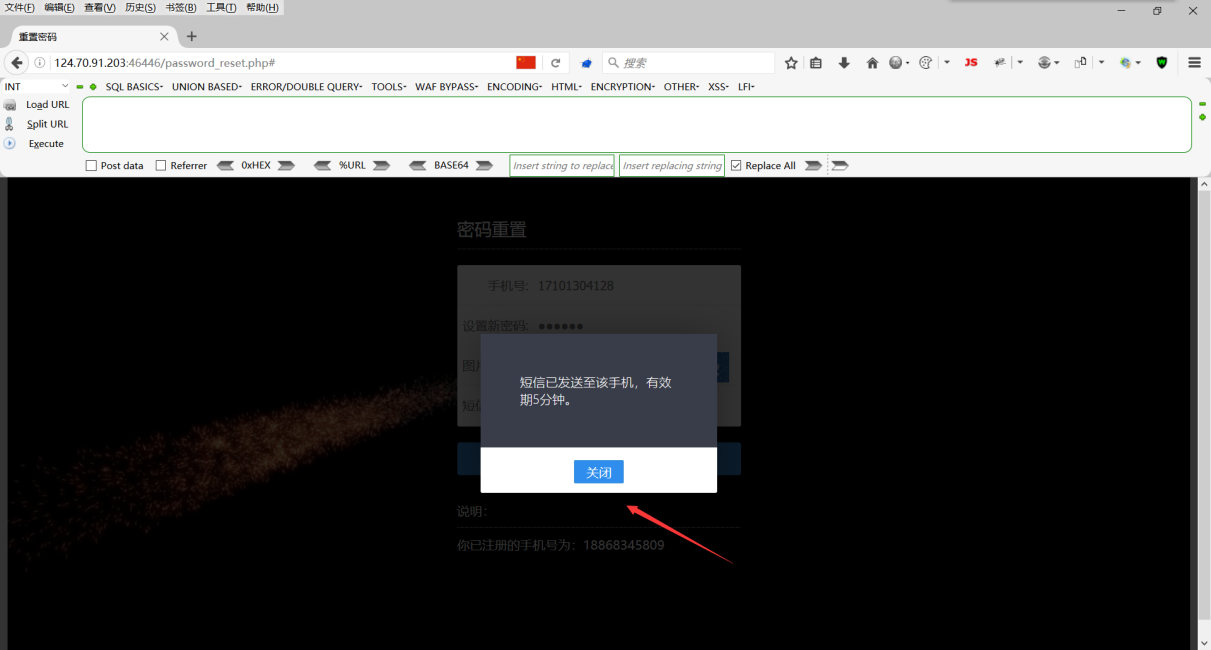 文件(F) 编辑(E) 查看(V) 历史(S) 书签(B) 工具(T) 帮助(H)
重置密码
124.70.91.203:46446/password_reset.php#
搜索
JS
INT
SQL BASICS
UNION BASED
ERROR/DOUBLE QUERY
TOOLS
WAF BYPASS
ENCODING
HTML
ENCRYPTION
OTHER
XSS
LFI
Load URL
Split URL
Execute
Post data
Referrer
0xHEX
%URL
BASE64
Insert string to replace
Insert replacing string
Replace All
密码重置
手机号: 17101304128
设置新密码: ●●●●●●
图片
短信
短信已发送至该手机，有效
期5分钟。
关闭
说明:
你已注册的手机号为: 18868345809